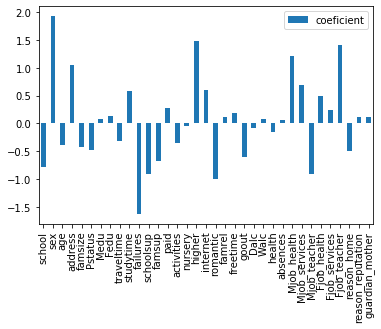 coeficient
2.0
1.5
1.0
0.5
0.0
−0.5
−1.0
−1.5
school
sex
age
address
famsize
Pstatus
Medu
Fedu
traveltime
studytime
failures
schoolsup
famsup
paid
activities
nursery
higher
internet
romantic
famrel
freetime
goout
Dalc
Walc
health
absences
Mjob_health
Mjob_services
Mjob_teacher
Fjob_health
Fjob_services
Fjob_teacher
reason_home
reason_reputation
guardian_mother